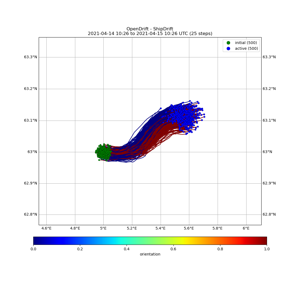 OpenDrift - ShipDrift
2021-04-14 10:26 to 2021-04-15 10:26 UTC (25 steps)
initial (500)
active (500)
63.3°N 63.3°N
63.2°N 63.2°N
63.1°N 63.1°N
63°N 63°N
62.9°N 62.9°N
62.8°N 62.8°N
4.6°E 4.8°E 5°E 5.2°E 5.4°E 5.6°E 5.8°E 6°E 6.2°E
0.0 0.2 0.4 0.6 0.8 1.0
orientation